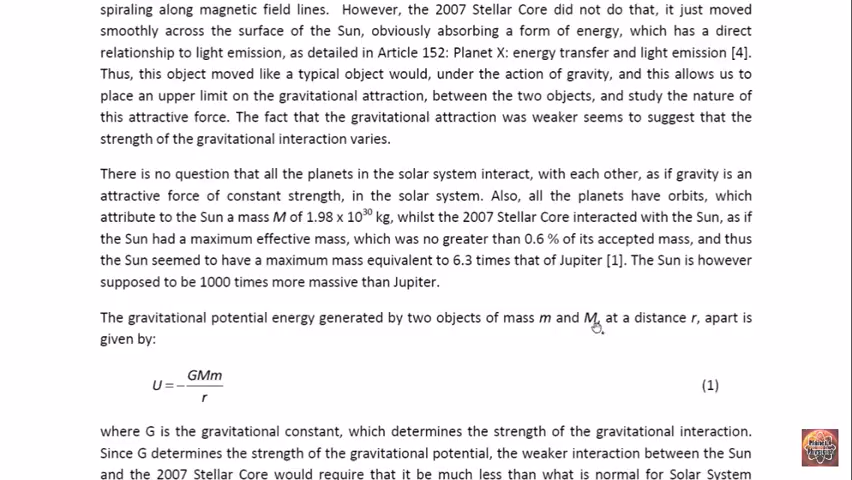 spiraling along magnetic field lines. However, the 2007 Stellar Core did not do that, it just moved
smoothly across the surface of the Sun, obviously absorbing a form of energy, which has a direct
relationship to light emission, as detailed in Article 152: Planet X: energy transfer and light emission [4].
Thus, this object moved like a typical object would, under the action of gravity, and this allows us to
place an upper limit on the gravitational attraction, between the two objects, and study the nature of
this attractive force. The fact that the gravitational attraction was weaker seems to suggest that the
strength of the gravitational interaction varies.
There is no question that all the planets in the solar system interact, with each other, as if gravity is an
attractive force of constant strength, in the solar system. Also, all the planets have orbits, which
attribute to the Sun a mass M of 1.98 x 10³⁰ kg, whilst the 2007 Stellar Core interacted with the Sun, as if
the Sun had a maximum effective mass, which was no greater than 0.6 % of its accepted mass, and thus
the Sun seemed to have a maximum mass equivalent to 6.3 times that of Jupiter [1]. The Sun is however
supposed to be 1000 times more massive than Jupiter.
The gravitational potential energy generated by two objects of mass m and M, at a distance r, apart is
given by:
U = − GMm / r (1)
where G is the gravitational constant, which determines the strength of the gravitational interaction.
Since G determines the strength of the gravitational potential, the weaker interaction between the Sun
and the 2007 Stellar Core would require that it be much less than what is normal for Solar System